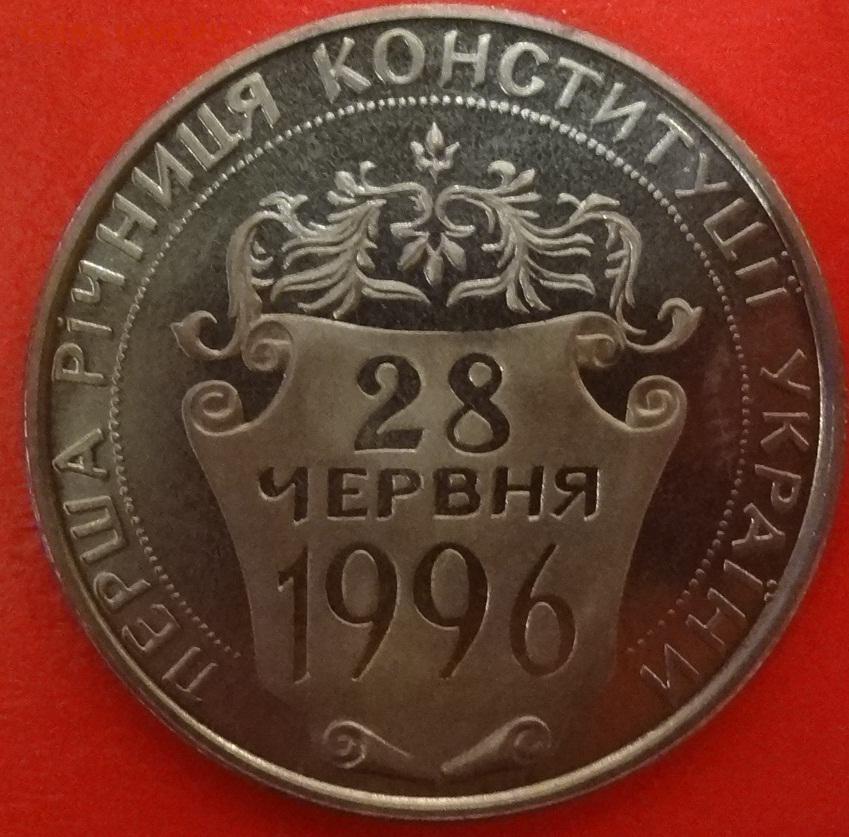 ПЕРША РІЧНИЦЯ КОНСТИТУЦІЇ УКРАЇНИ
28
ЧЕРВНЯ
1996